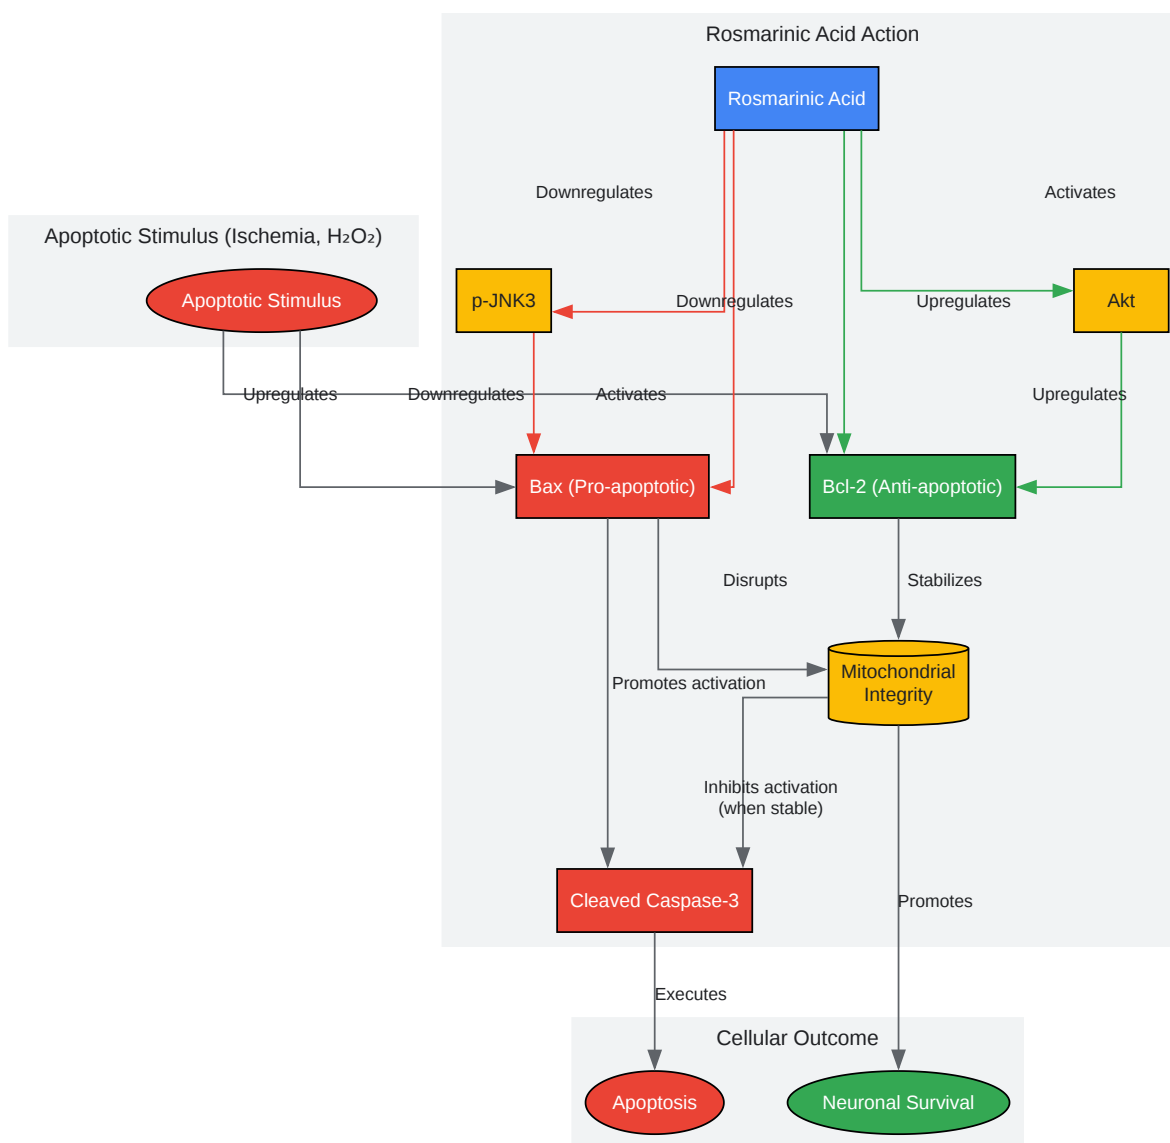 Rosmarinic Acid Action
Rosmarinic Acid
Downregulates
Activates
Apoptotic Stimulus (Ischemia, H₂O₂)
Apoptotic Stimulus
p-JNK3
Downregulates
Upregulates
Akt
Upregulates
Downregulates
Activates
Upregulates
Bax (Pro-apoptotic)
Bcl-2 (Anti-apoptotic)
Disrupts
Stabilizes
Mitochondrial
Integrity
Promotes activation
Inhibits activation
(when stable)
Cleaved Caspase-3
Promotes
Executes
Cellular Outcome
Apoptosis
Neuronal Survival